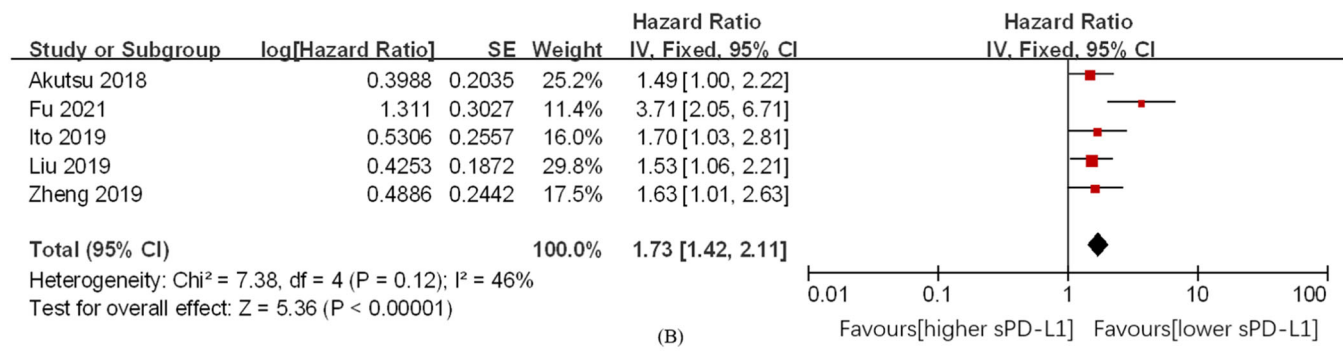 Hazard Ratio Hazard Ratio
Study or Subgroup log[Hazard Ratio] SE Weight IV, Fixed, 95% CI IV, Fixed, 95% CI
Akutsu 2018 0.3988 0.2035 25.2% 1.49 [1.00, 2.22]
Fu 2021 1.311 0.3027 11.4% 3.71 [2.05, 6.71]
Ito 2019 0.5306 0.2557 16.0% 1.70 [1.03, 2.81]
Liu 2019 0.4253 0.1872 29.8% 1.53 [1.06, 2.21]
Zheng 2019 0.4886 0.2442 17.5% 1.63 [1.01, 2.63]
Total (95% CI) 100.0% 1.73 [1.42, 2.11]
Heterogeneity: Chi² = 7.38, df = 4 (P = 0.12); I² = 46%
Test for overall effect: Z = 5.36 (P < 0.00001)
0.01 0.1 1 10 100
Favours[higher sPD-L1] Favours[lower sPD-L1]
(B)